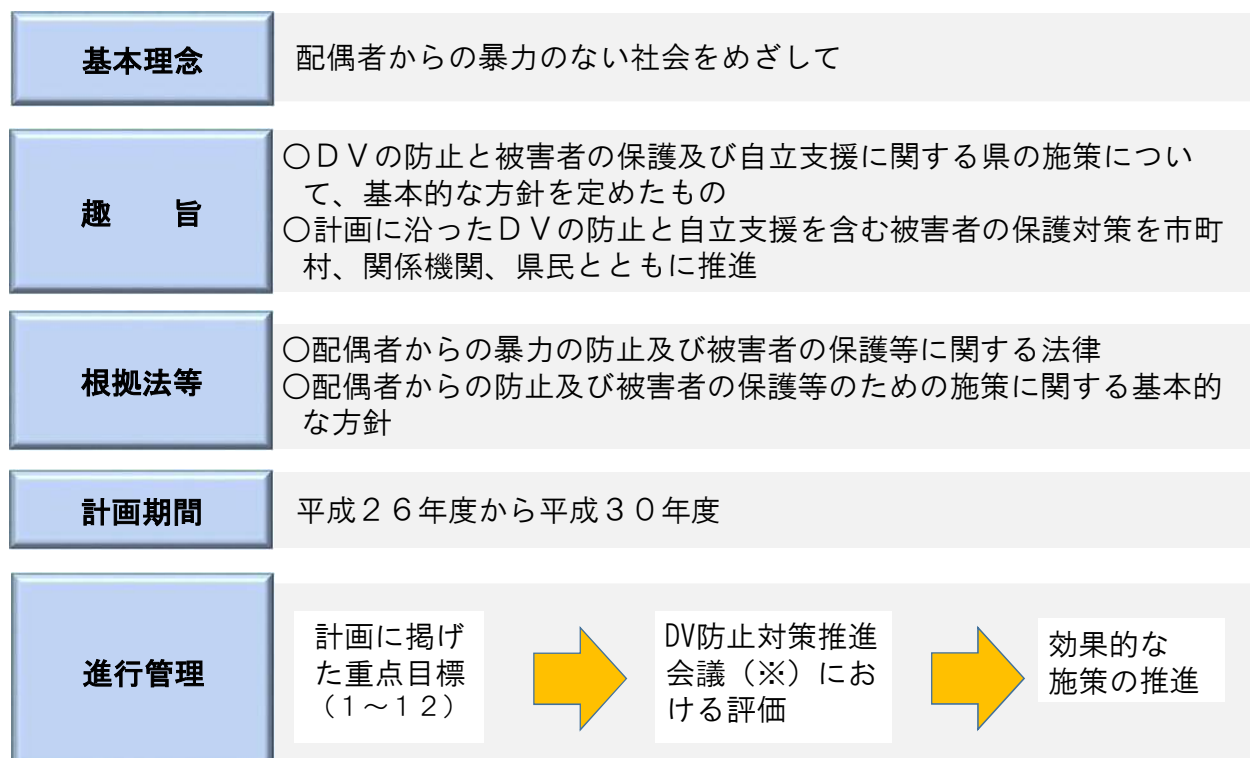 基本理念
配偶者からの暴力のない社会をめざして
趣　　旨
○ＤＶの防止と被害者の保護及び自立支援に関する県の施策につい
て、基本的な方針を定めたもの
○計画に沿ったＤＶの防止と自立支援を含む被害者の保護対策を市町
村、関係機関、県民とともに推進
根拠法等
○配偶者からの暴力の防止及び被害者の保護等に関する法律
○配偶者からの防止及び被害者の保護等のための施策に関する基本的
な方針
計画期間
平成２６年度から平成３０年度
進行管理
計画に掲げ
た重点目標
（１～１２）
DV防止対策推進
会議（※）にお
ける評価
効果的な
施策の推進